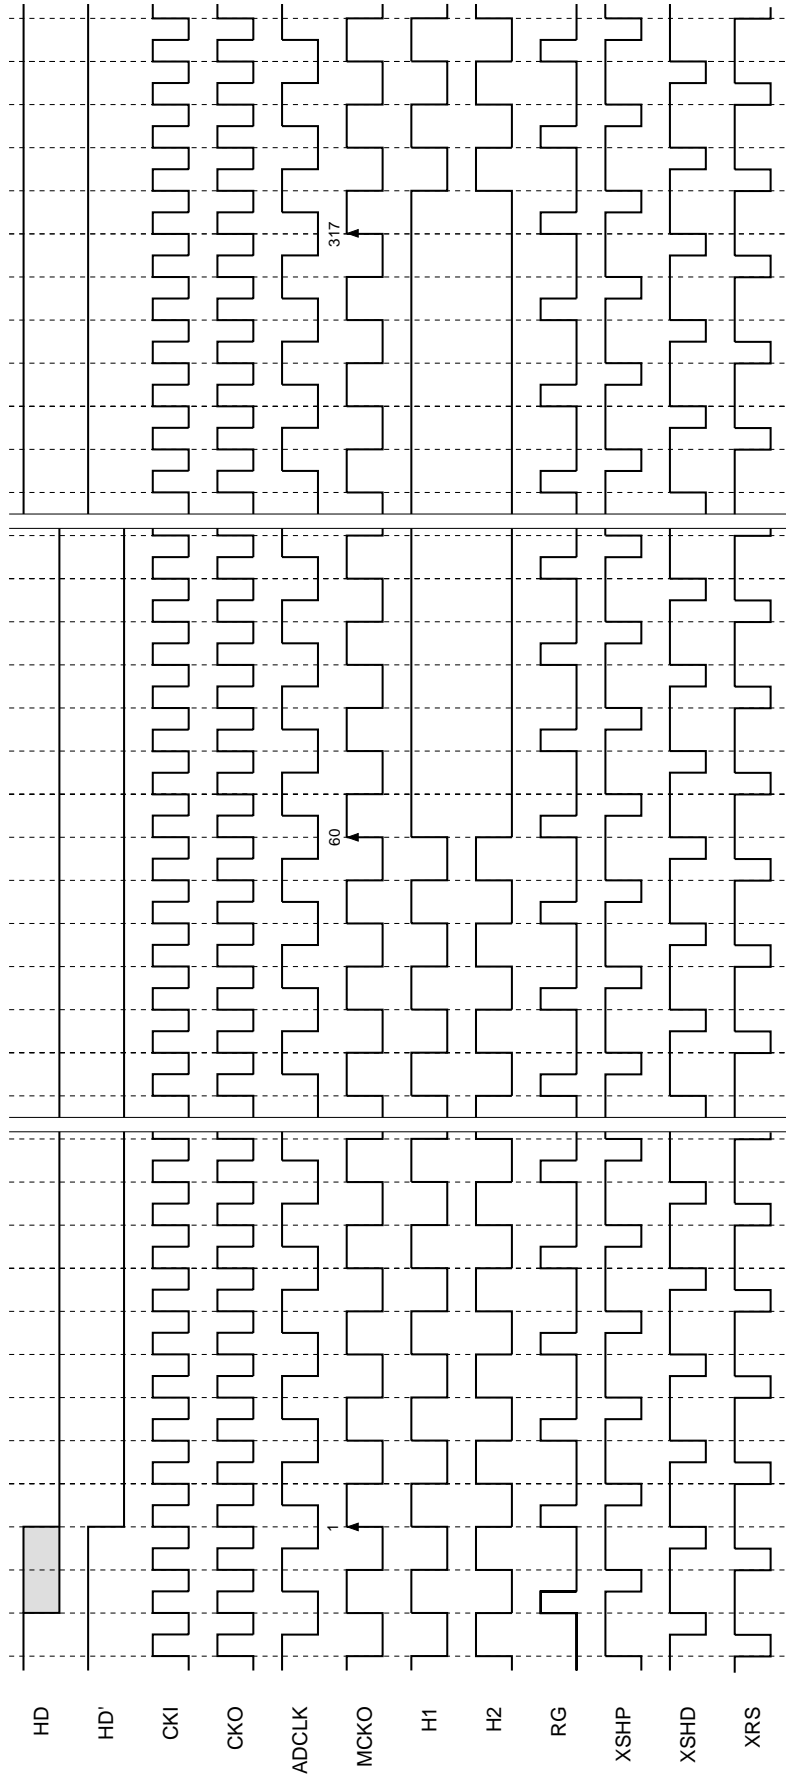 HD
HD'
CKI
CKO
ADCLK
MCKO
1
60
317
H1
H2
RG
XSHP
XSHD
XRS